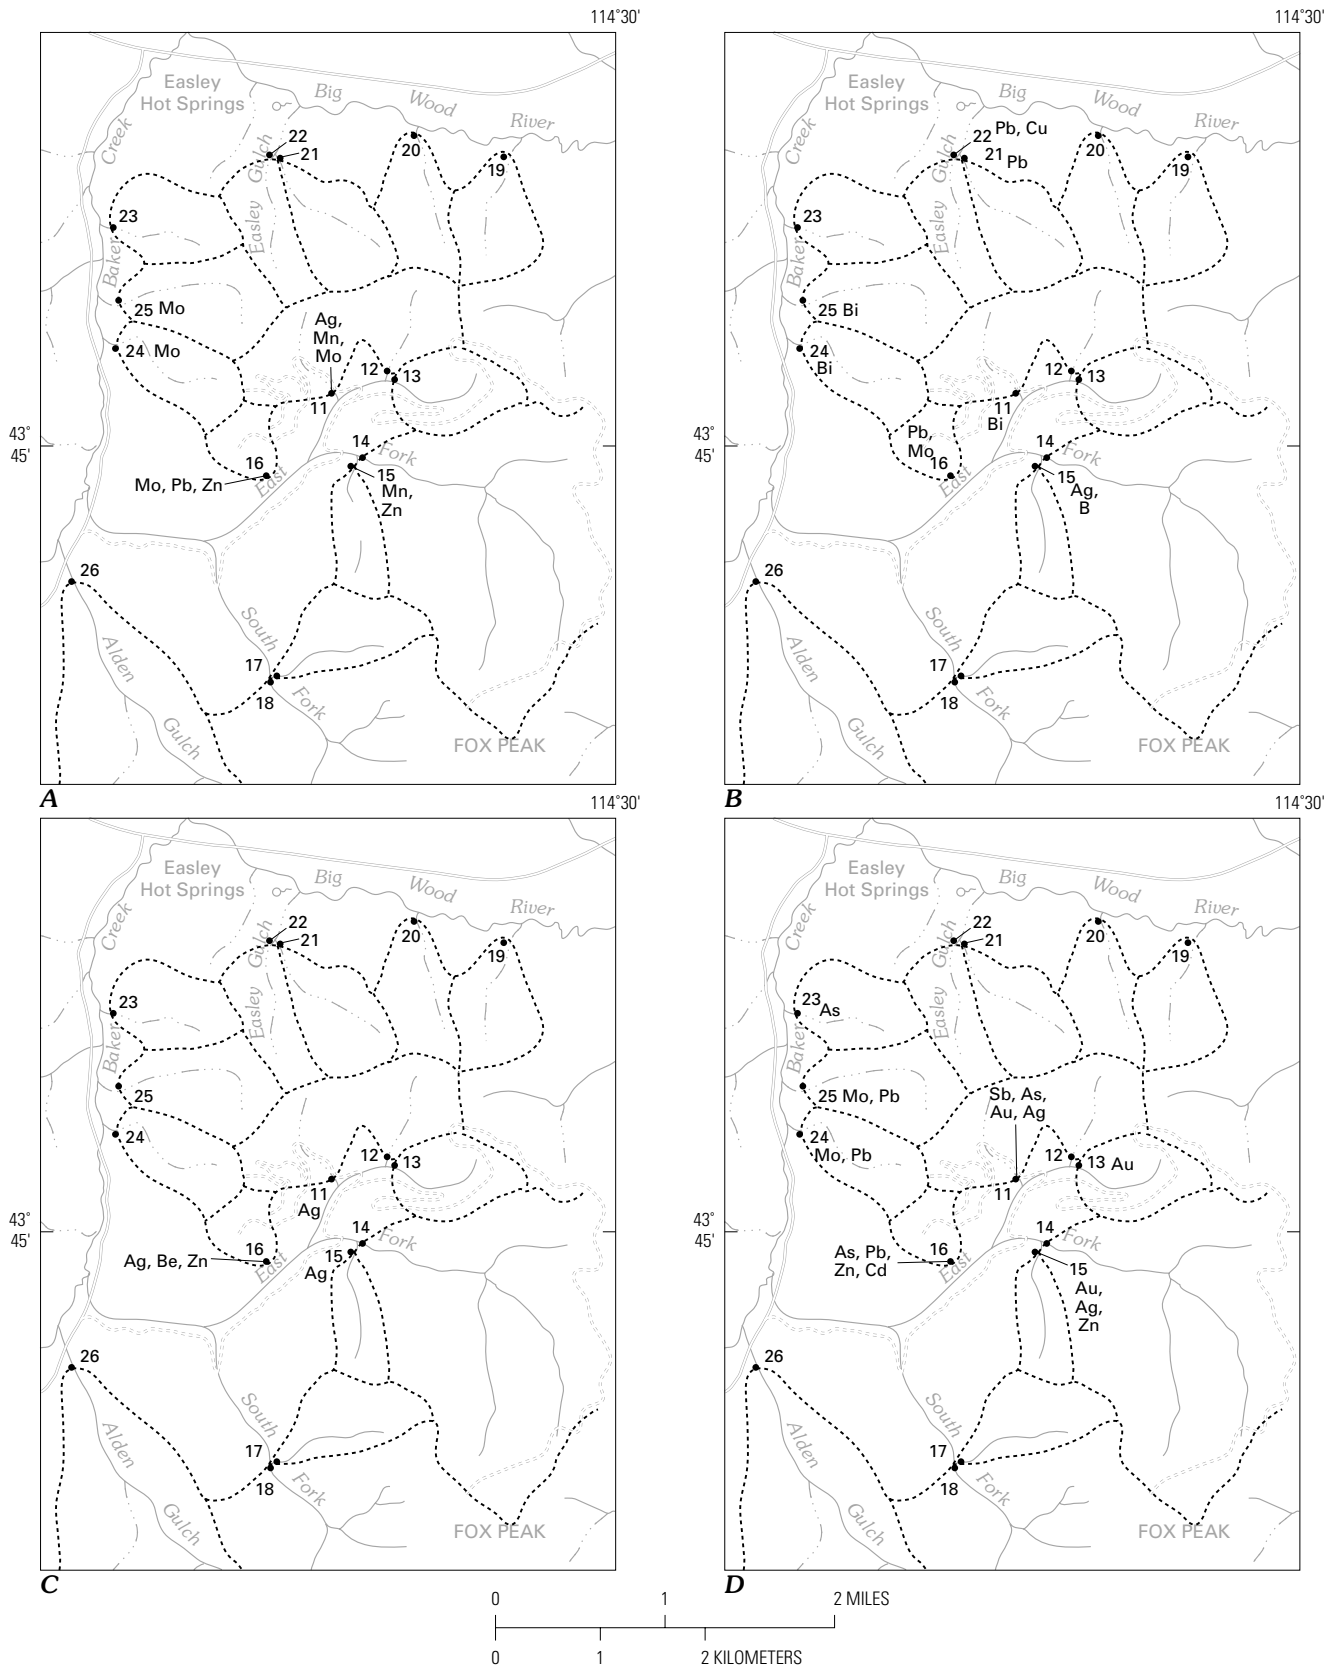 114°30'
Easley
Hot Springs
Big
Wood
River
Creek
Gulch
22
21
20
19
Easley
23
Baker
25 Mo
24 Mo
Ag,
Mn,
Mo
12
13
11
43°
45'
14
Fork
16
15
Mo, Pb, Zn
East
Mn,
Zn
26
South
Alden
17
18
Fork
Gulch
FOX PEAK
A
114°30'
Easley
Hot Springs
Big
Wood
River
Creek
Gulch
22 Pb, Cu
21 Pb
20
19
Easley
23
Baker
25 Bi
24
Bi
12
13
11
Bi
Pb,
Mo
16
14
Fork
15
East
Ag,
B
26
South
Alden
17
18
Fork
Gulch
FOX PEAK
B
114°30'
Easley
Hot Springs
Big
Wood
River
Creek
Gulch
22
21
20
19
Easley
23
Baker
25
24
12
13
11
Ag
43°
45'
14
Fork
16
15
Ag, Be, Zn
East
Ag
26
South
Alden
17
18
Fork
Gulch
FOX PEAK
C
114°30'
Easley
Hot Springs
Big
Wood
River
Creek
Gulch
22
21
20
19
Easley
23 As
Baker
25 Mo, Pb
24
Mo, Pb
Sb, As,
Au, Ag
12
13 Au
11
14
Fork
As, Pb,
Zn, Cd
16
East
15
Au,
Ag,
Zn
26
South
Alden
17
18
Fork
Gulch
FOX PEAK
D
0 1 2 MILES
0 1 2 KILOMETERS